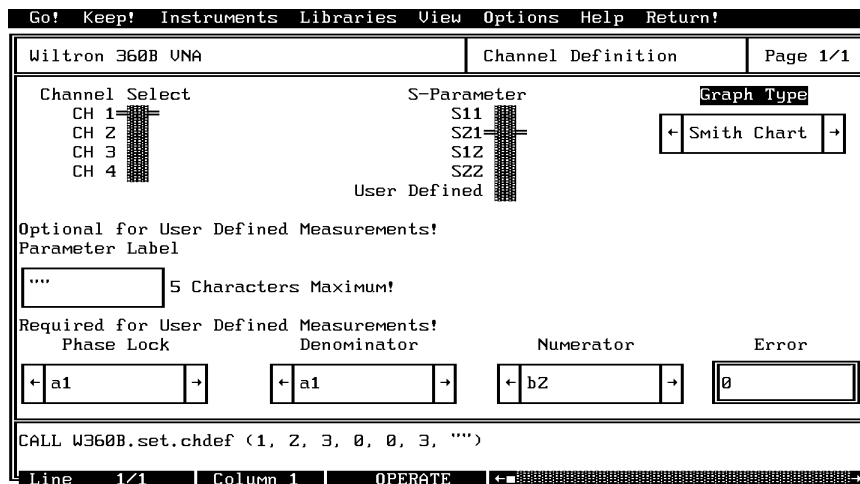 Go! Keep! Instruments Libraries View Options Help Return!
Wiltron 360B VNA Channel Definition Page 1/1
Channel Select S-Parameter Graph Type
CH 1 S11
CH 2 S21 ← Smith Chart →
CH 3 S12
CH 4 S22
User Defined
Optional for User Defined Measurements!
Parameter Label
"" 5 Characters Maximum!
Required for User Defined Measurements!
Phase Lock Denominator Numerator Error
← a1 → ← a1 → ← b2 → 0
CALL W360B.set.chdef (1, 2, 3, 0, 0, 3, "")
Line 1/1 Column 1 OPERATE ← →